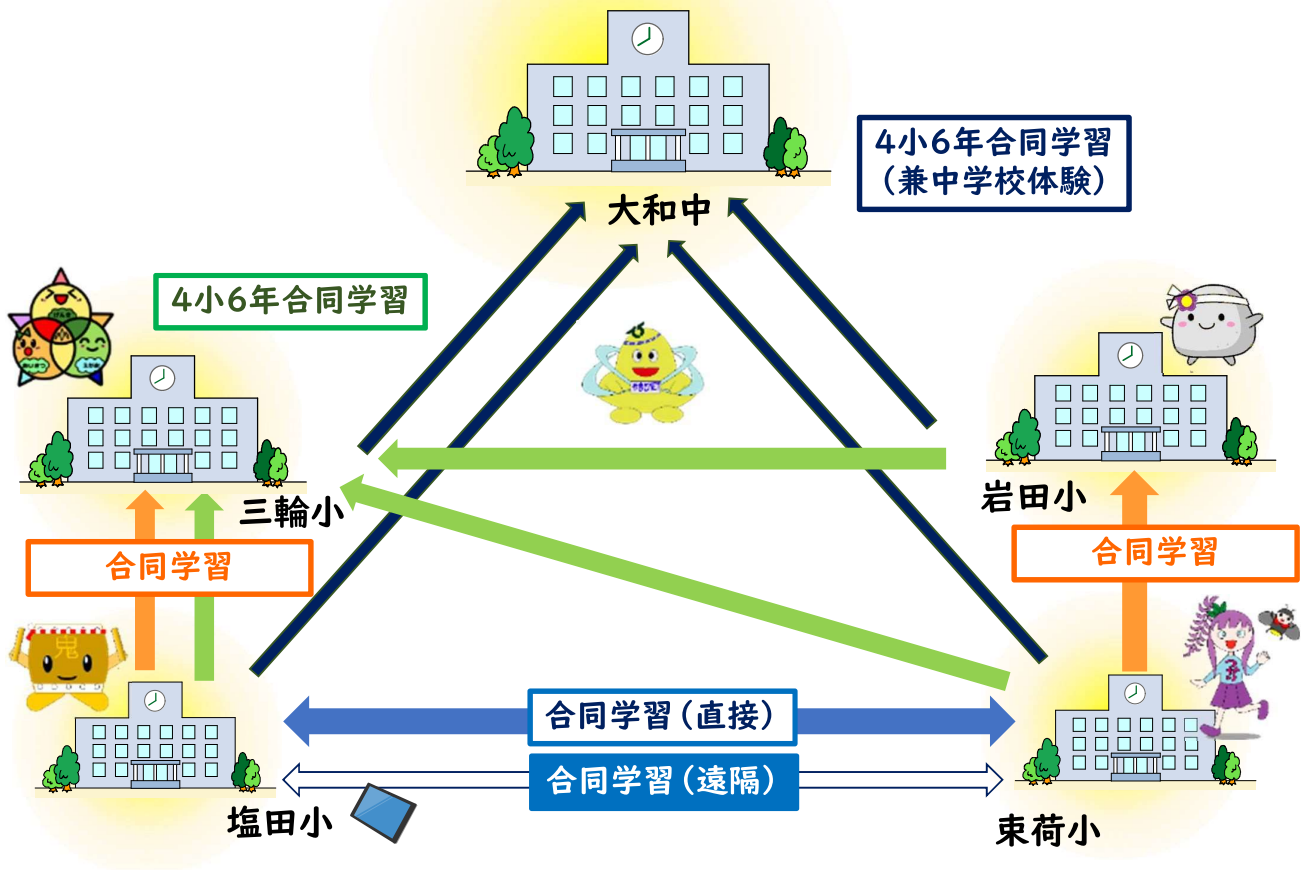 4小6年合同学習
（兼中学校体験）
大和中
4小6年合同学習
三輪小
岩田小
合同学習
合同学習
鬼
合同学習（直接）
合同学習（遠隔）
塩田小
束荷小